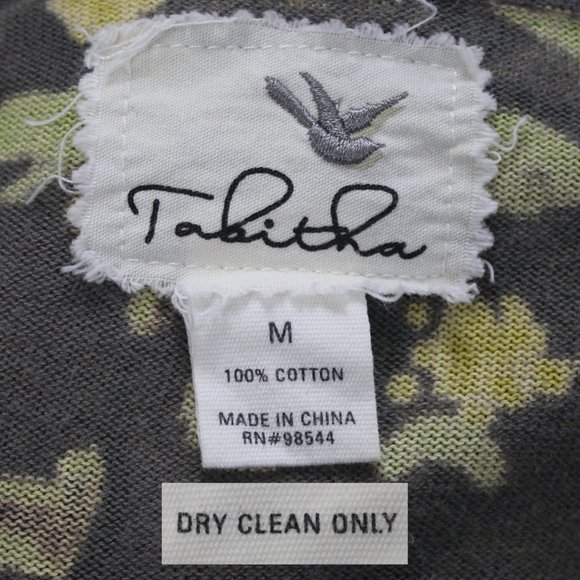 Tabitha
M
100% COTTON
MADE IN CHINA
RN#98544
DRY CLEAN ONLY